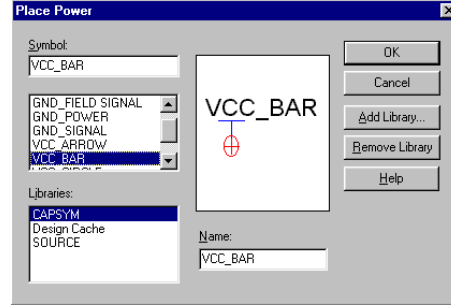 Place Power
Symbol:
VCC_BAR
GND_FIELD SIGNAL
GND_POWER
GND_SIGNAL
VCC_ARROW
VCC_BAR
Libraries:
CAPSYM
Design Cache
SOURCE
VCC_BAR
Name:
VCC_BAR
OK
Cancel
Add Library...
Remove Library
Help